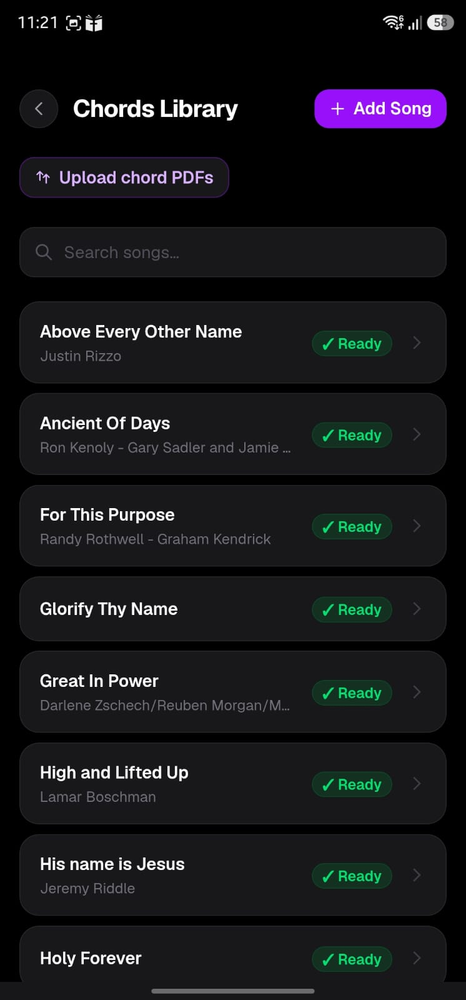 11:21
6
58
Chords Library
+ Add Song
Upload chord PDFs
Search songs...
Above Every Other Name
Justin Rizzo
✓ Ready
Ancient Of Days
Ron Kenoly - Gary Sadler and Jamie ...
✓ Ready
For This Purpose
Randy Rothwell - Graham Kendrick
✓ Ready
Glorify Thy Name
✓ Ready
Great In Power
Darlene Zschech/Reuben Morgan/M...
✓ Ready
High and Lifted Up
Lamar Boschman
✓ Ready
His name is Jesus
Jeremy Riddle
✓ Ready
Holy Forever
✓ Ready